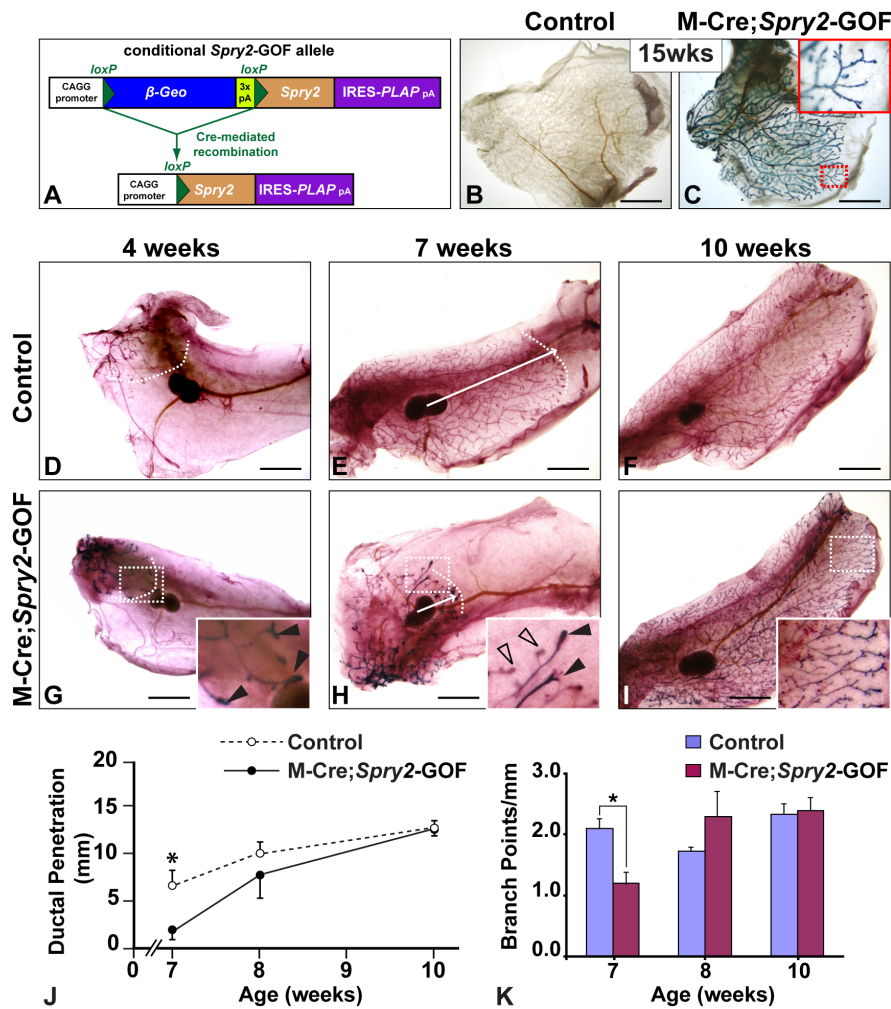 Control
M-Cre;Spry2-GOF
15wks
conditional Spry2-GOF allele
loxP
loxP
CAGG promoter
β-Geo
3x pA
Spry2
IRES-PLAP pA
Cre-mediated
recombination
loxP
CAGG promoter
Spry2
IRES-PLAP pA
A
B
C
4 weeks
7 weeks
10 weeks
Control
D
E
F
M-Cre;Spry2-GOF
G
H
I
Control
M-Cre;Spry2-GOF
Ductal Penetration
(mm)
20
15
10
5
0
*
0
7
8
9
10
Age (weeks)
J
Control
M-Cre;Spry2-GOF
Branch Points/mm
3.0
2.0
1.0
0.0
*
7
8
10
Age (weeks)
K